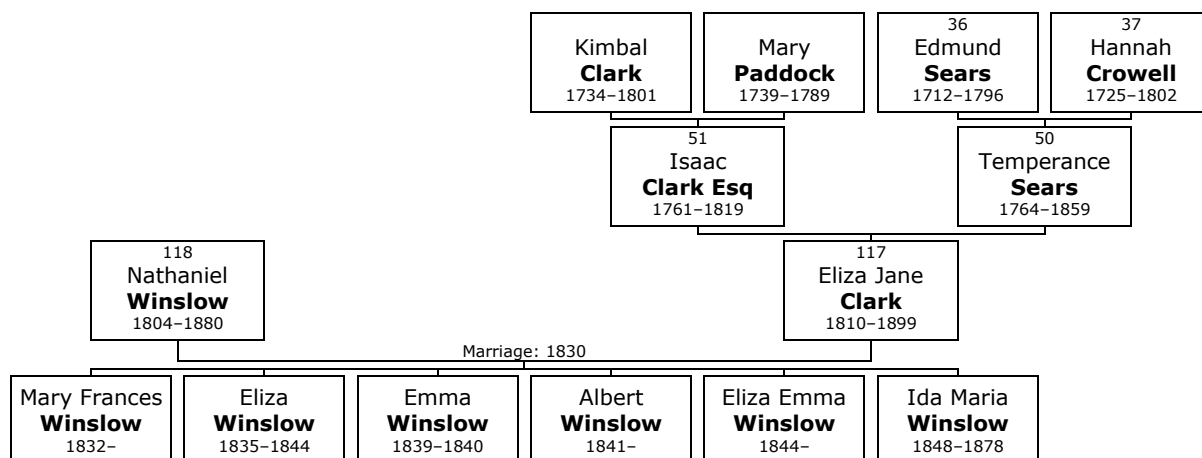 Kimbal
Clark
1734–1801
Mary
Paddock
1739–1789
36
Edmund
Sears
1712–1796
37
Hannah
Crowell
1725–1802
51
Isaac
Clark Esq
1761–1819
50
Temperance
Sears
1764–1859
118
Nathaniel
Winslow
1804–1880
117
Eliza Jane
Clark
1810–1899
Marriage: 1830
Mary Frances
Winslow
1832–
Eliza
Winslow
1835–1844
Emma
Winslow
1839–1840
Albert
Winslow
1841–
Eliza Emma
Winslow
1844–
Ida Maria
Winslow
1848–1878